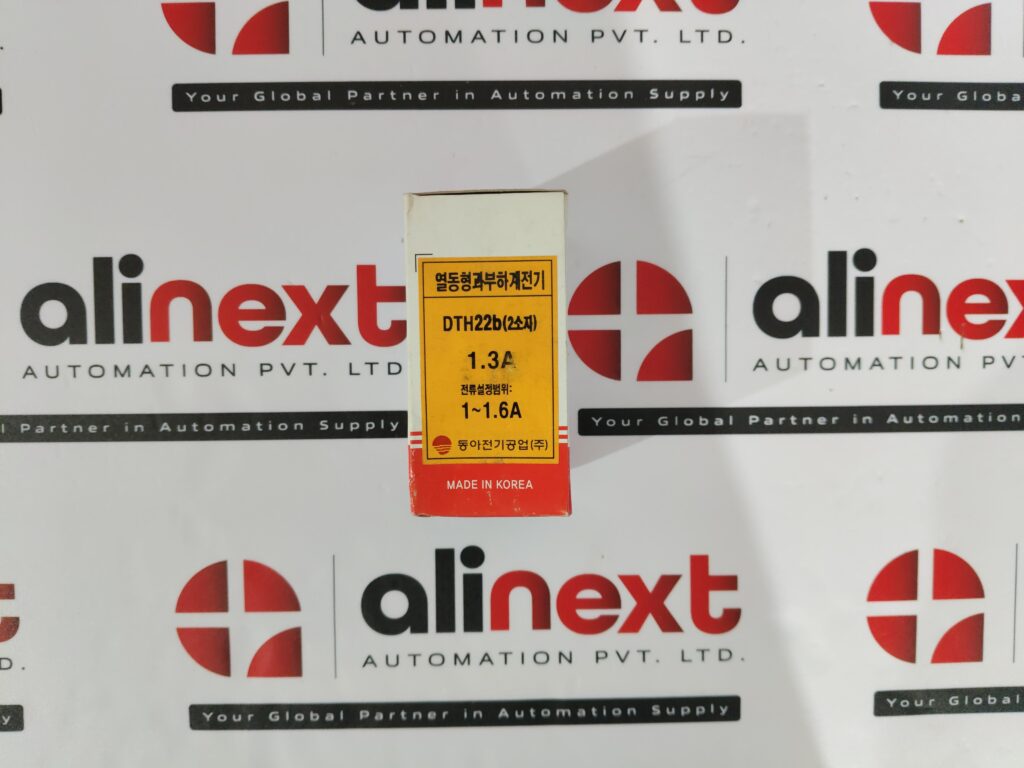 alinext
AUTOMATION PVT. LTD.
Your Global Partner in Automation Supply
Your Globa
alinext
AUTOMATION PVT. LTD
l Partner in Automation Supply
열동형과부하계전기
DTH22b(2소자)
1.3A
전류설정범위:
1~1.6A
동아전기공업(주)
MADE IN KOREA
aline
AUTOMATION PV
Your Global Partner in Automation
alinext
AUTOMATION PVT. LTD.
Your Global Partner in Automation Supply
D.
y
Your Glob